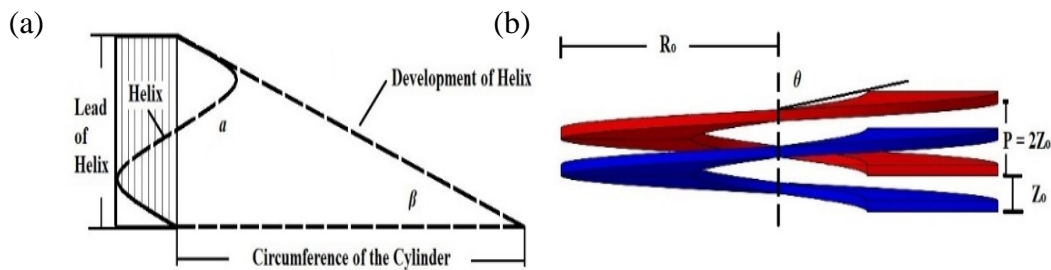 (a)
Lead
of
Helix
Helix
a
Development of Helix
β
Circumference of the Cylinder
(b)
R₀
θ
P = 2Z₀
Z₀